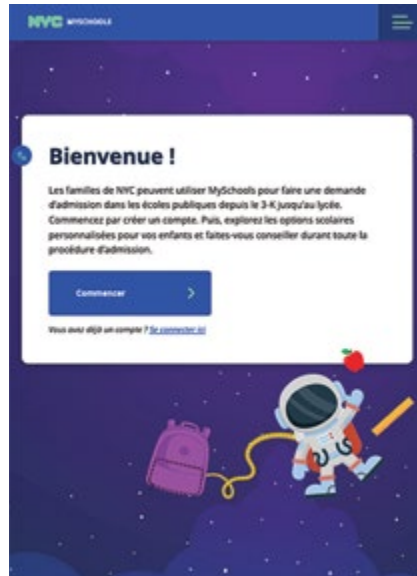 NYC MYSCHOOLS
Bienvenue !
Les familles de NYC peuvent utiliser MySchools pour faire une demande
d'admission dans les écoles publiques depuis le 3-K jusqu'au lycée.
Commencez par créer un compte. Puis, explorez les options scolaires
personnalisées pour vos enfants et faites-vous conseiller durant toute la
procédure d'admission.
Commencer
Vous avez déjà un compte ? Se connecter ici